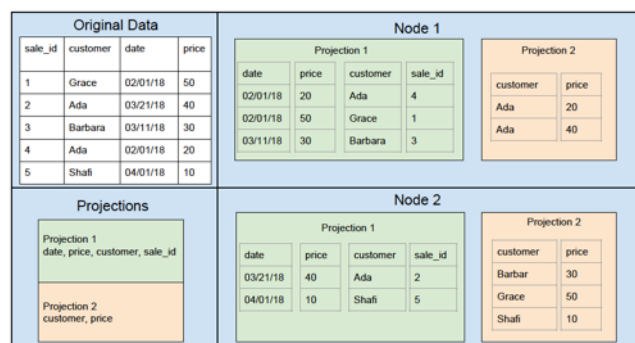 Original Data
sale_id customer date price
1 Grace 02/01/18 50
2 Ada 03/21/18 40
3 Barbara 03/11/18 30
4 Ada 02/01/18 20
5 Shafi 04/01/18 10
Projections
Projection 1
date, price, customer, sale_id
Projection 2
customer, price
Node 1
Projection 1
date price customer sale_id
02/01/18 20 Ada 4
02/01/18 50 Grace 1
03/11/18 30 Barbara 3
Projection 2
customer price
Ada 20
Ada 40
Node 2
Projection 1
date price customer sale_id
03/21/18 40 Ada 2
04/01/18 10 Shafi 5
Projection 2
customer price
Barbar 30
Grace 50
Shafi 10